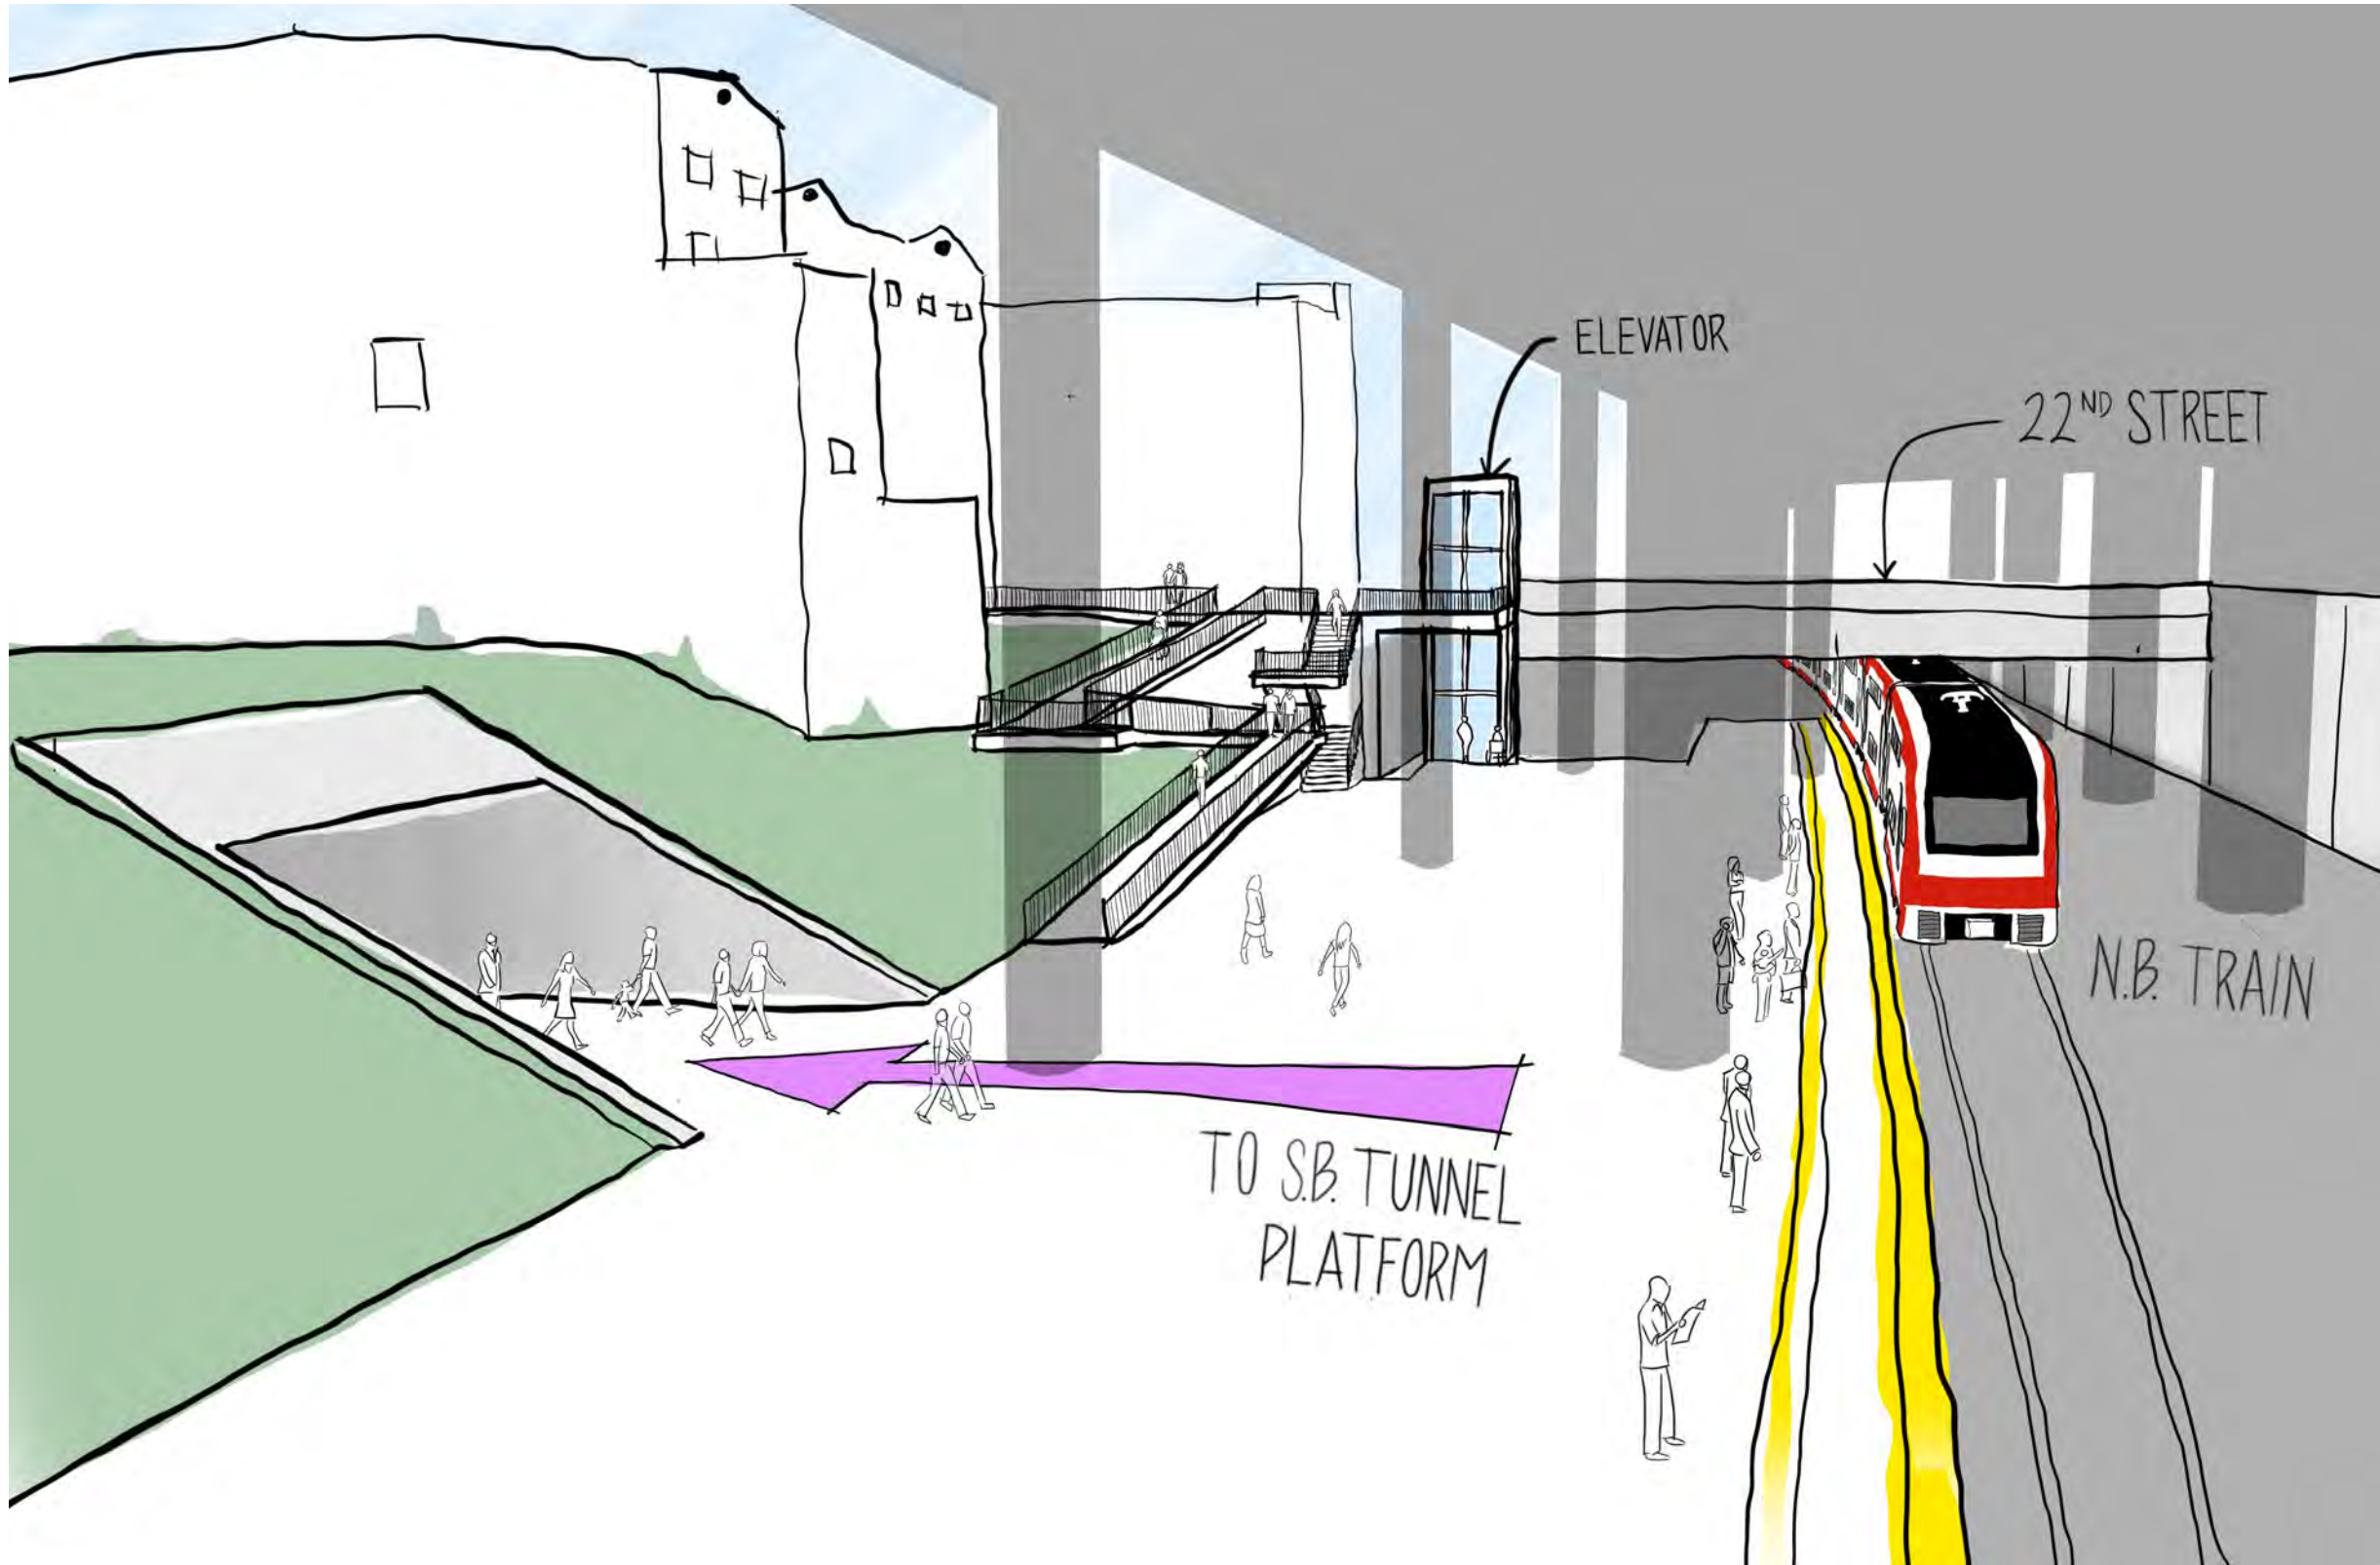 ELEVATOR
22ND STREET
N.B. TRAIN
TO S.B. TUNNEL
PLATFORM